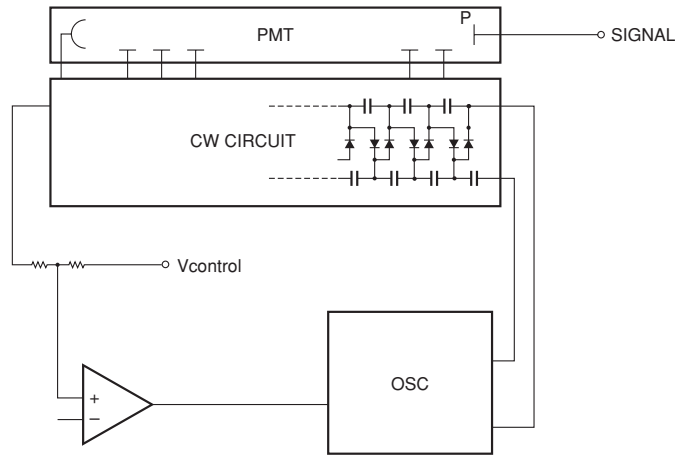 P
PMT
SIGNAL
CW CIRCUIT
Vcontrol
+
−
OSC